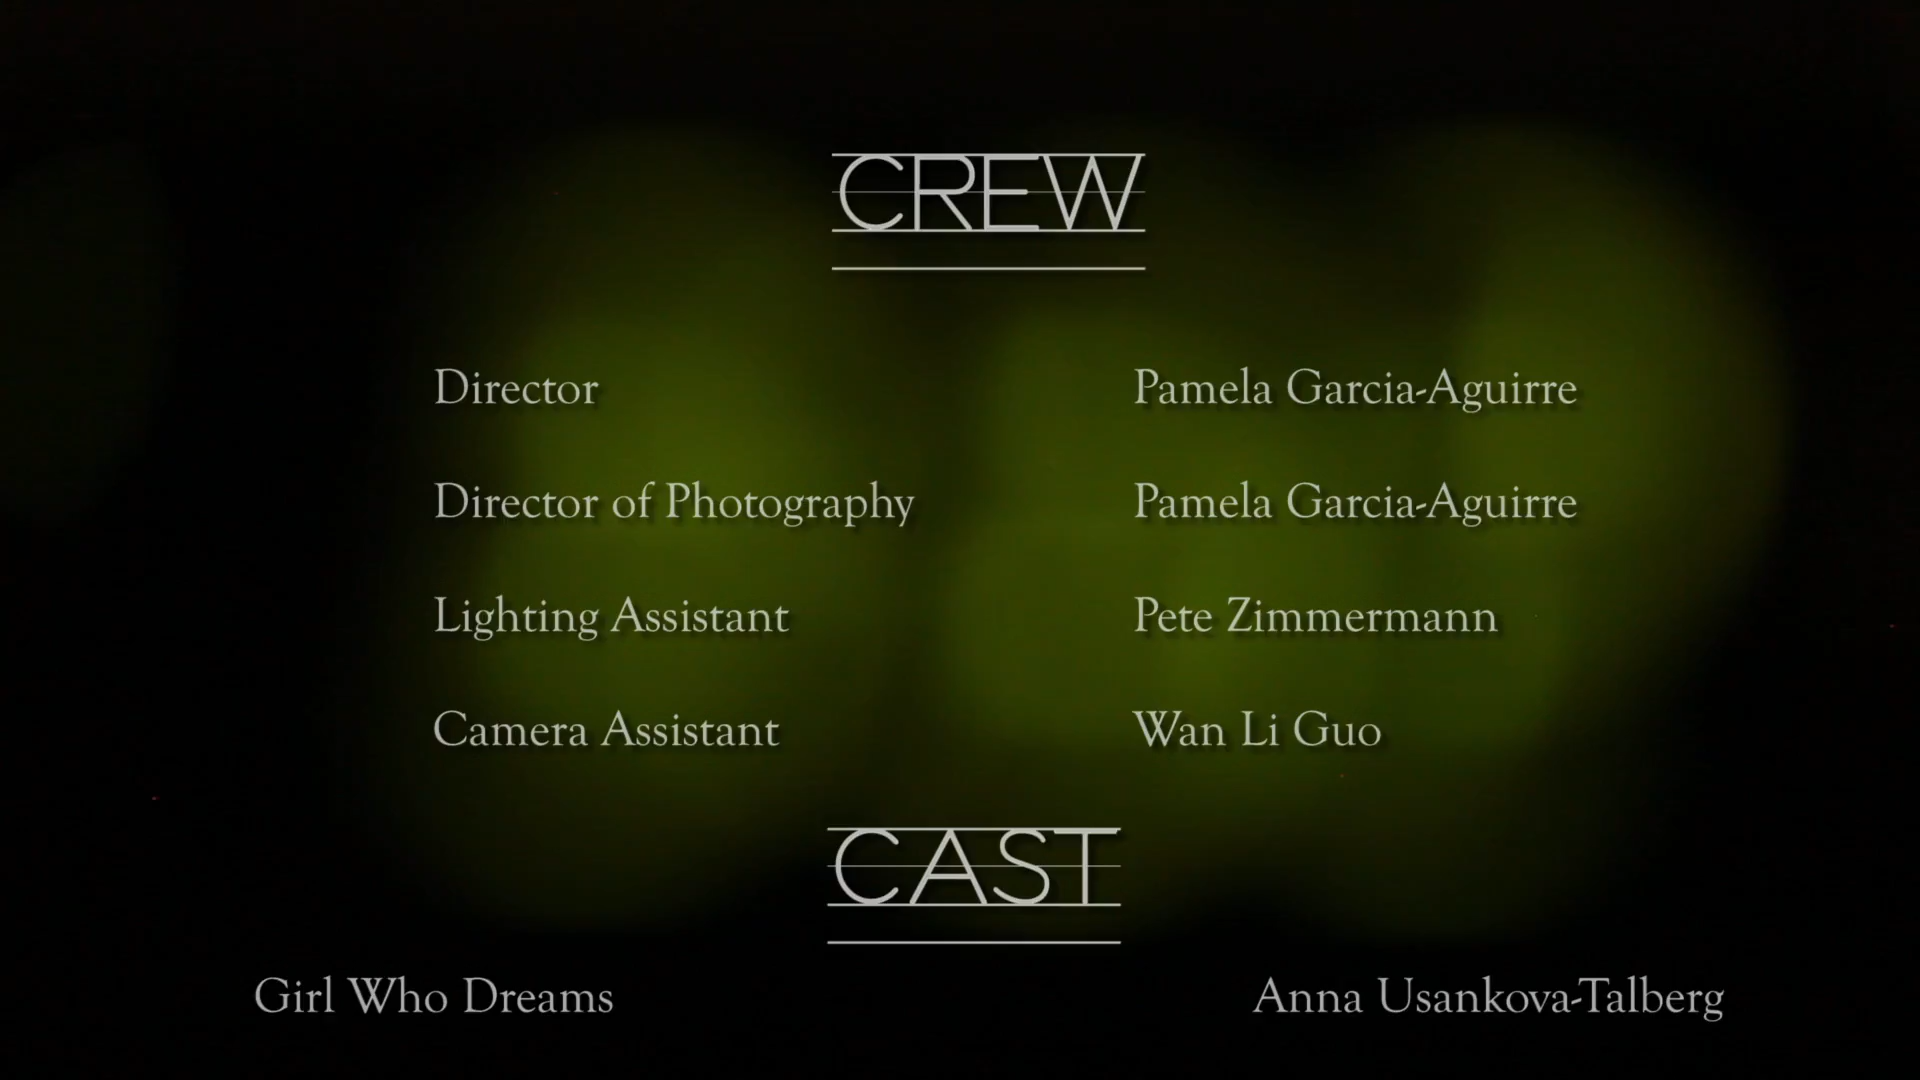 CREW
Director Pamela Garcia-Aguirre
Director of Photography Pamela Garcia-Aguirre
Lighting Assistant Pete Zimmermann
Camera Assistant Wan Li Guo
CAST
Girl Who Dreams Anna Usankova-Talberg